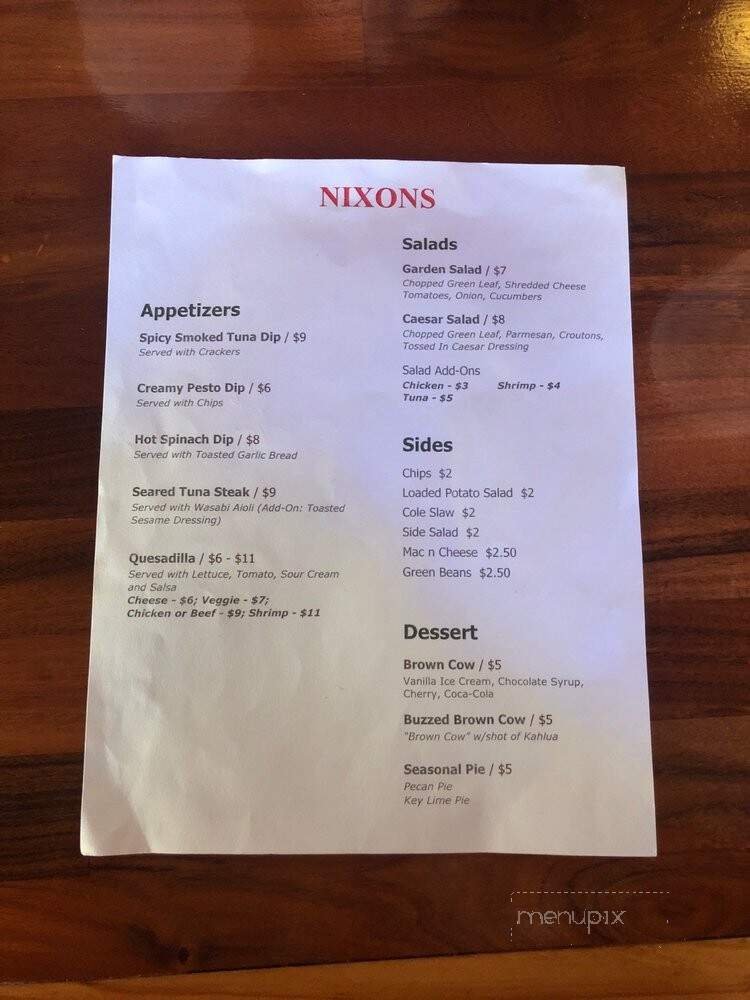 NIXONS
Appetizers
Spicy Smoked Tuna Dip / $9
Served with Crackers
Creamy Pesto Dip / $6
Served with Chips
Hot Spinach Dip / $8
Served with Toasted Garlic Bread
Seared Tuna Steak / $9
Served with Wasabi Aioli (Add-On: Toasted
Sesame Dressing)
Quesadilla / $6 - $11
Served with Lettuce, Tomato, Sour Cream
and Salsa
Cheese - $6; Veggie - $7;
Chicken or Beef - $9; Shrimp - $11
Salads
Garden Salad / $7
Chopped Green Leaf, Shredded Cheese
Tomatoes, Onion, Cucumbers
Caesar Salad / $8
Chopped Green Leaf, Parmesan, Croutons,
Tossed In Caesar Dressing
Salad Add-Ons
Chicken - $3 Shrimp - $4
Tuna - $5
Sides
Chips $2
Loaded Potato Salad $2
Cole Slaw $2
Side Salad $2
Mac n Cheese $2.50
Green Beans $2.50
Dessert
Brown Cow / $5
Vanilla Ice Cream, Chocolate Syrup,
Cherry, Coca-Cola
Buzzed Brown Cow / $5
"Brown Cow" w/shot of Kahlua
Seasonal Pie / $5
Pecan Pie
Key Lime Pie
menupix